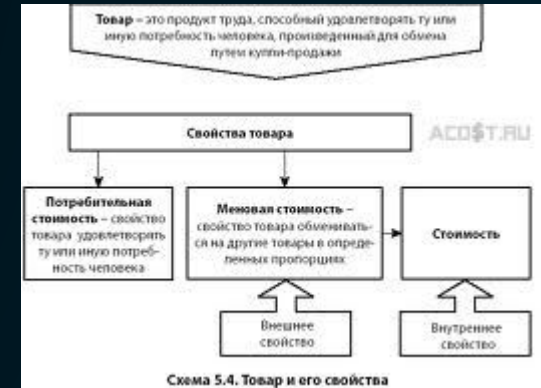 Товар – это продукт труда, способный удовлетворять ту или
иную потребность человека, произведенный для обмена
путем купли-продажи
Свойства товара
ACO$T.RU
Потребительная
стоимость – свойство
товара удовлетворять
ту или иную потреб-
ность человека
Меновая стоимость –
свойство товара обменивать-
ся на другие товары в опреде-
ленных пропорциях
Стоимость
Внешнее
свойство
Внутреннее
свойство
Схема 5.4. Товар и его свойства